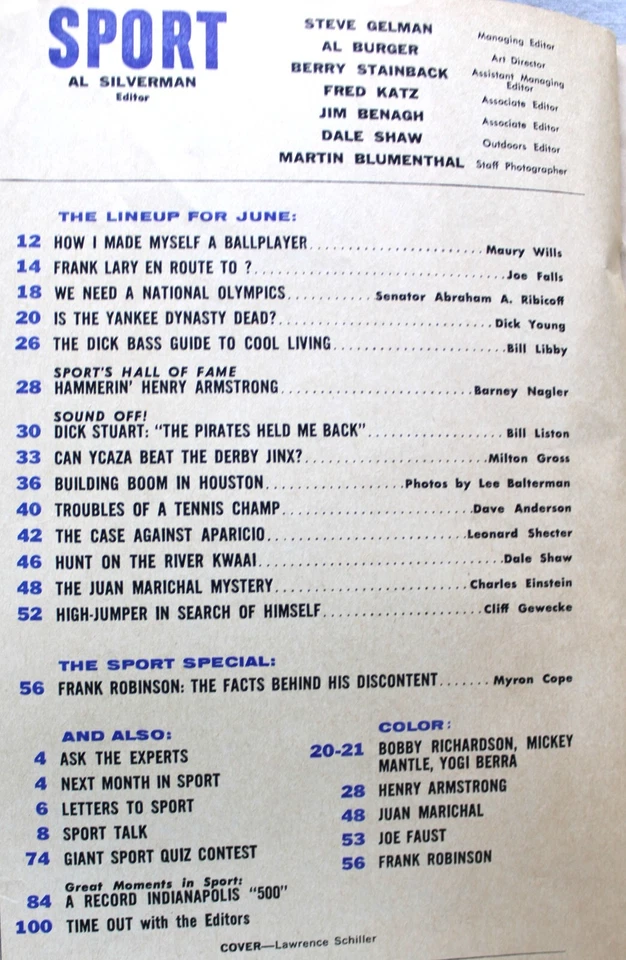 SPORT
AL SILVERMAN
Editor
STEVE GELMAN Managing Editor
AL BURGER Art Director
BERRY STAINBACK Assistant Managing Editor
FRED KATZ Associate Editor
JIM BENAGH Associate Editor
DALE SHAW Outdoors Editor
MARTIN BLUMENTHAL Staff Photographer
THE LINEUP FOR JUNE:
12 HOW I MADE MYSELF A BALLPLAYER......................Maury Wills
14 FRANK LARY EN ROUTE TO ?................................Joe Falls
18 WE NEED A NATIONAL OLYMPICS...........Senator Abraham A. Ribicoff
20 IS THE YANKEE DYNASTY DEAD?............................Dick Young
26 THE DICK BASS GUIDE TO COOL LIVING......................Bill Libby
SPORT'S HALL OF FAME
28 HAMMERIN' HENRY ARMSTRONG........................Barney Nagler
SOUND OFF!
30 DICK STUART: "THE PIRATES HELD ME BACK".................Bill Liston
33 CAN YCAZA BEAT THE DERBY JINX?.......................Milton Gross
36 BUILDING BOOM IN HOUSTON.................Photos by Lee Balterman
40 TROUBLES OF A TENNIS CHAMP........................Dave Anderson
42 THE CASE AGAINST APARICIO.........................Leonard Shecter
46 HUNT ON THE RIVER KWAAI..............................Dale Shaw
48 THE JUAN MARICHAL MYSTERY........................Charles Einstein
52 HIGH-JUMPER IN SEARCH OF HIMSELF....................Cliff Gewecke
THE SPORT SPECIAL:
56 FRANK ROBINSON: THE FACTS BEHIND HIS DISCONTENT.......Myron Cope
AND ALSO:
4 ASK THE EXPERTS
4 NEXT MONTH IN SPORT
6 LETTERS TO SPORT
8 SPORT TALK
74 GIANT SPORT QUIZ CONTEST
Great Moments in Sport:
84 A RECORD INDIANAPOLIS "500"
100 TIME OUT with the Editors
COLOR:
20-21 BOBBY RICHARDSON, MICKEY
MANTLE, YOGI BERRA
28 HENRY ARMSTRONG
48 JUAN MARICHAL
53 JOE FAUST
56 FRANK ROBINSON
COVER—Lawrence Schiller